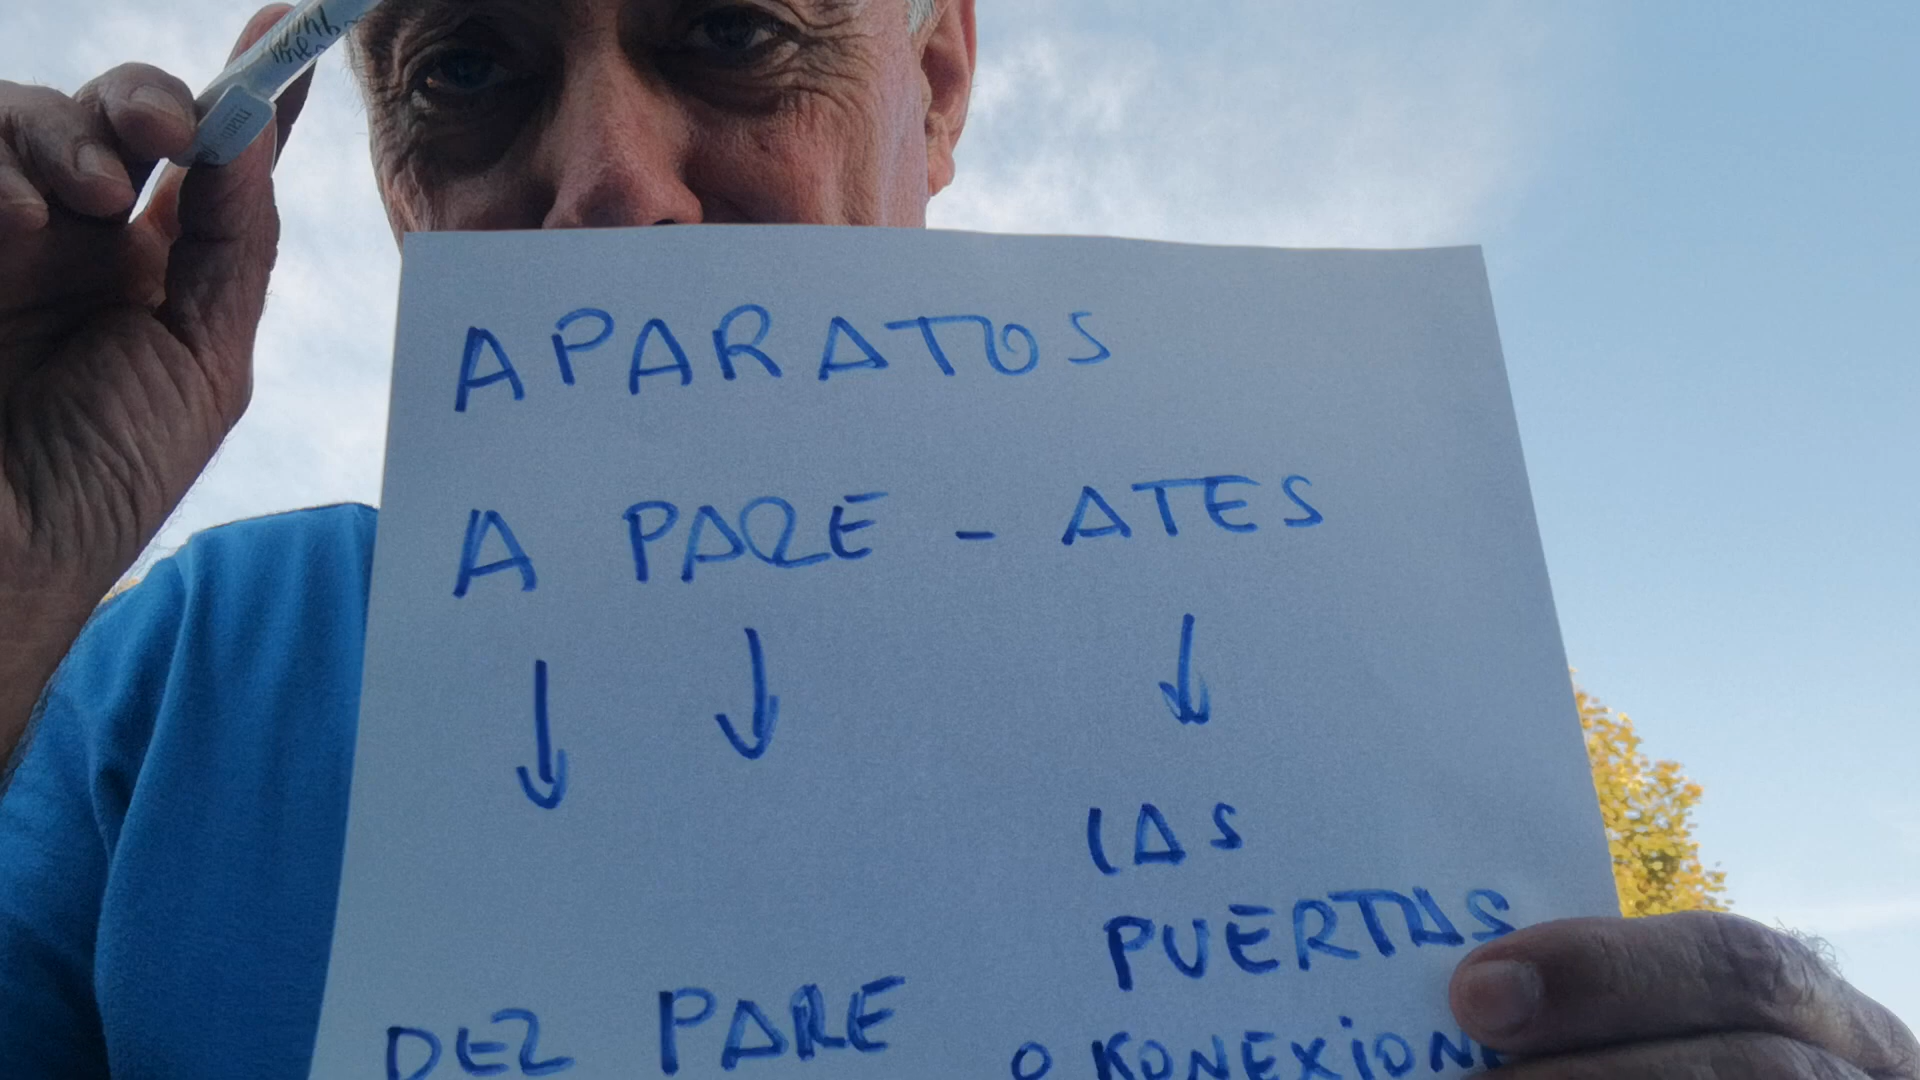 APARATOS
A PARE - ATES
LAS
PUERTAS
DEL PARE
O KONEXION